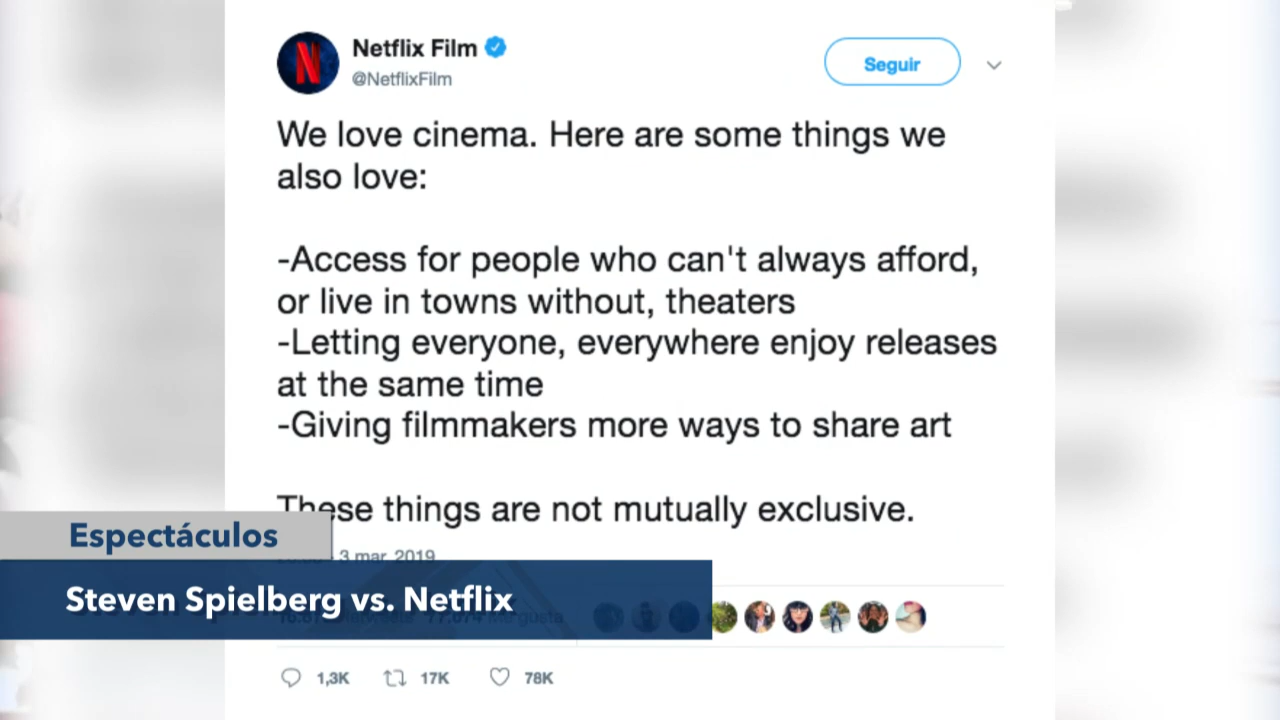 Netflix Film
@NetflixFilm
Seguir
We love cinema. Here are some things we
also love:
-Access for people who can't always afford,
or live in towns without, theaters
-Letting everyone, everywhere enjoy releases
at the same time
-Giving filmmakers more ways to share art
These things are not mutually exclusive.
3 mar. 2019
Espectáculos
Steven Spielberg vs. Netflix
1,3K 17K 78K